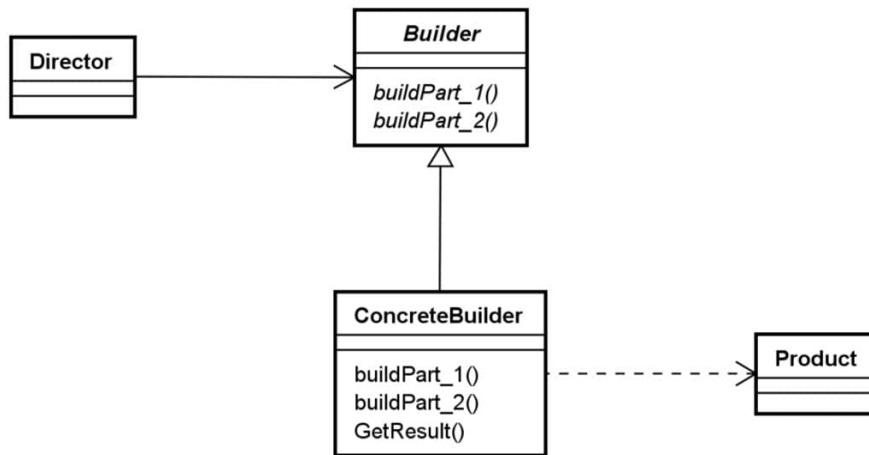 Director
Builder
buildPart_1()
buildPart_2()
ConcreteBuilder
buildPart_1()
buildPart_2()
GetResult()
Product